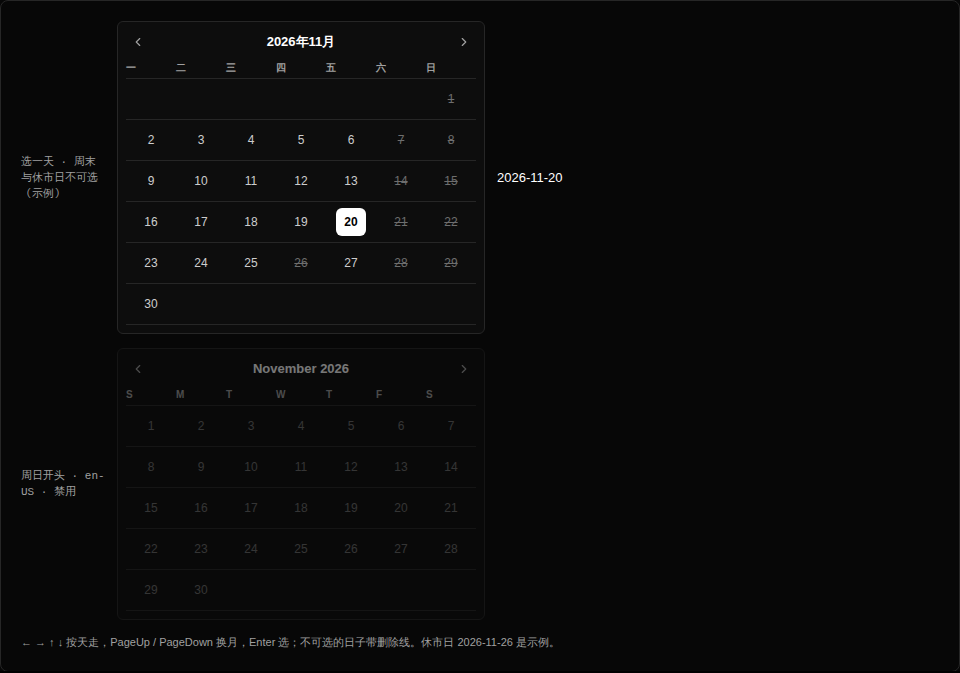 2026年11月
一 二 三 四 五 六 日
1
2 3 4 5 6 7 8
9 10 11 12 13 14 15
16 17 18 19 20 21 22
23 24 25 26 27 28 29
30
选一天 · 周末
与休市日不可选
(示例)
2026-11-20
November 2026
S M T W T F S
1 2 3 4 5 6 7
8 9 10 11 12 13 14
15 16 17 18 19 20 21
22 23 24 25 26 27 28
29 30
周日开头 · en-
US · 禁用
← → ↑ ↓ 按天走，PageUp / PageDown 换月，Enter 选；不可选的日子带删除线。休市日 2026-11-26 是示例。